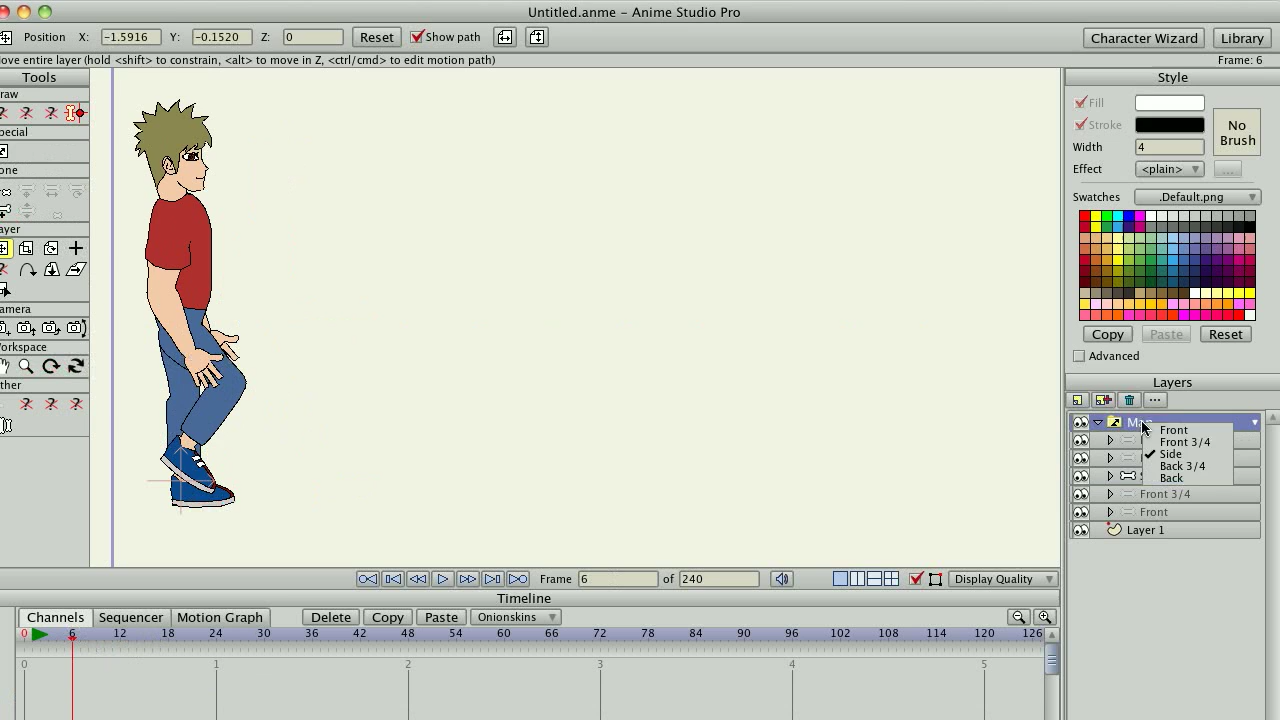 Untitled.anme - Anime Studio Pro
Position X: -1.5916 Y: -0.1520 Z: 0 Reset Show path Character Wizard Library
ove entire layer (hold <shift> to constrain, <alt> to move in Z, <ctrl/cmd> to edit motion path) Frame: 6
Tools
raw
pecial
one
ayer
amera
orkspace
ther
Style
Fill
Stroke
No Brush
Width 4
Effect <plain> ...
Swatches .Default.png
Copy Paste Reset
Advanced
Layers
Front
Front 3/4
Side
Back 3/4
Back
Front 3/4
Front
Layer 1
Frame 6 of 240 Display Quality
Timeline
Channels Sequencer Motion Graph Delete Copy Paste Onionskins
0 6 12 18 24 30 36 42 48 54 60 66 72 78 84 90 96 102 108 114 120 126
0 1 2 3 4 5